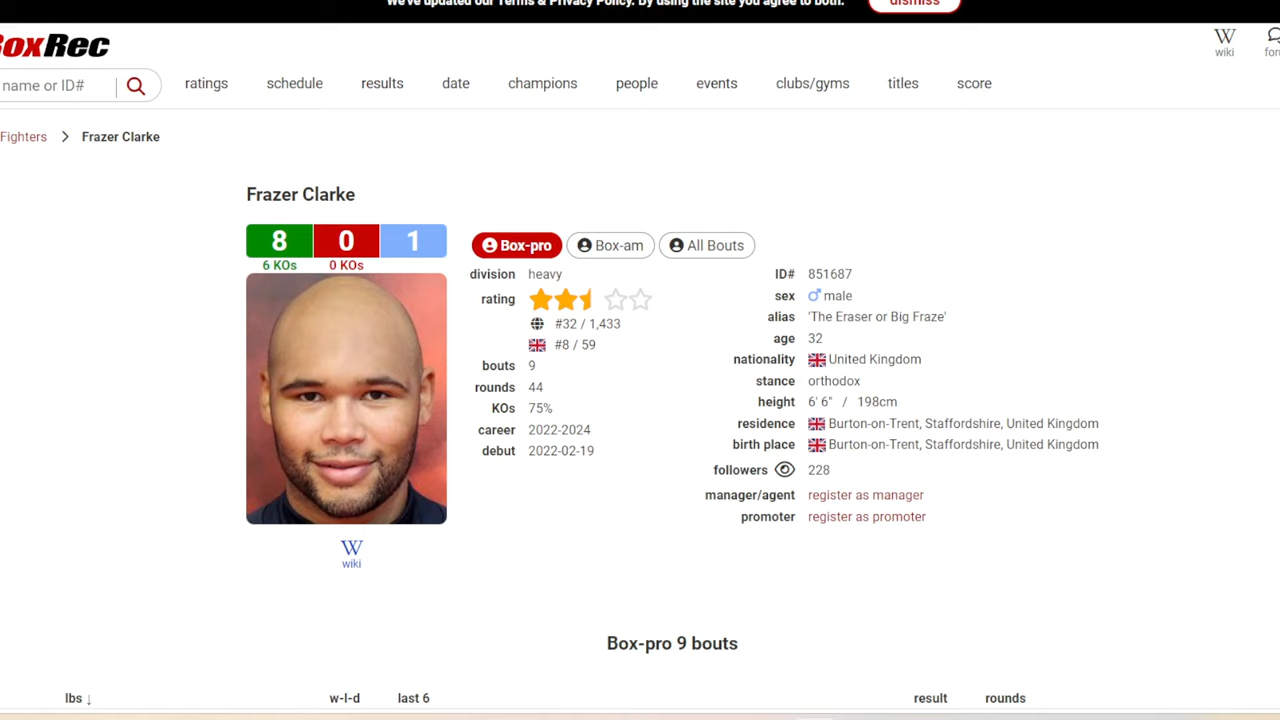 We've updated our Terms & Privacy Policy. By using the site you agree to both. dismiss
BoxRec
wiki
name or ID# ratings schedule results date champions people events clubs/gyms titles score
Fighters > Frazer Clarke
Frazer Clarke
8 0 1
6 KOs 0 KOs
Box-pro Box-am All Bouts
division heavy
rating
#32 / 1,433
#8 / 59
bouts 9
rounds 44
KOs 75%
career 2022-2024
debut 2022-02-19
ID# 851687
sex male
alias 'The Eraser or Big Fraze'
age 32
nationality United Kingdom
stance orthodox
height 6' 6" / 198cm
residence Burton-on-Trent, Staffordshire, United Kingdom
birth place Burton-on-Trent, Staffordshire, United Kingdom
followers 228
manager/agent register as manager
promoter register as promoter
W
wiki
Box-pro 9 bouts
lbs ↓ w-l-d last 6 result rounds